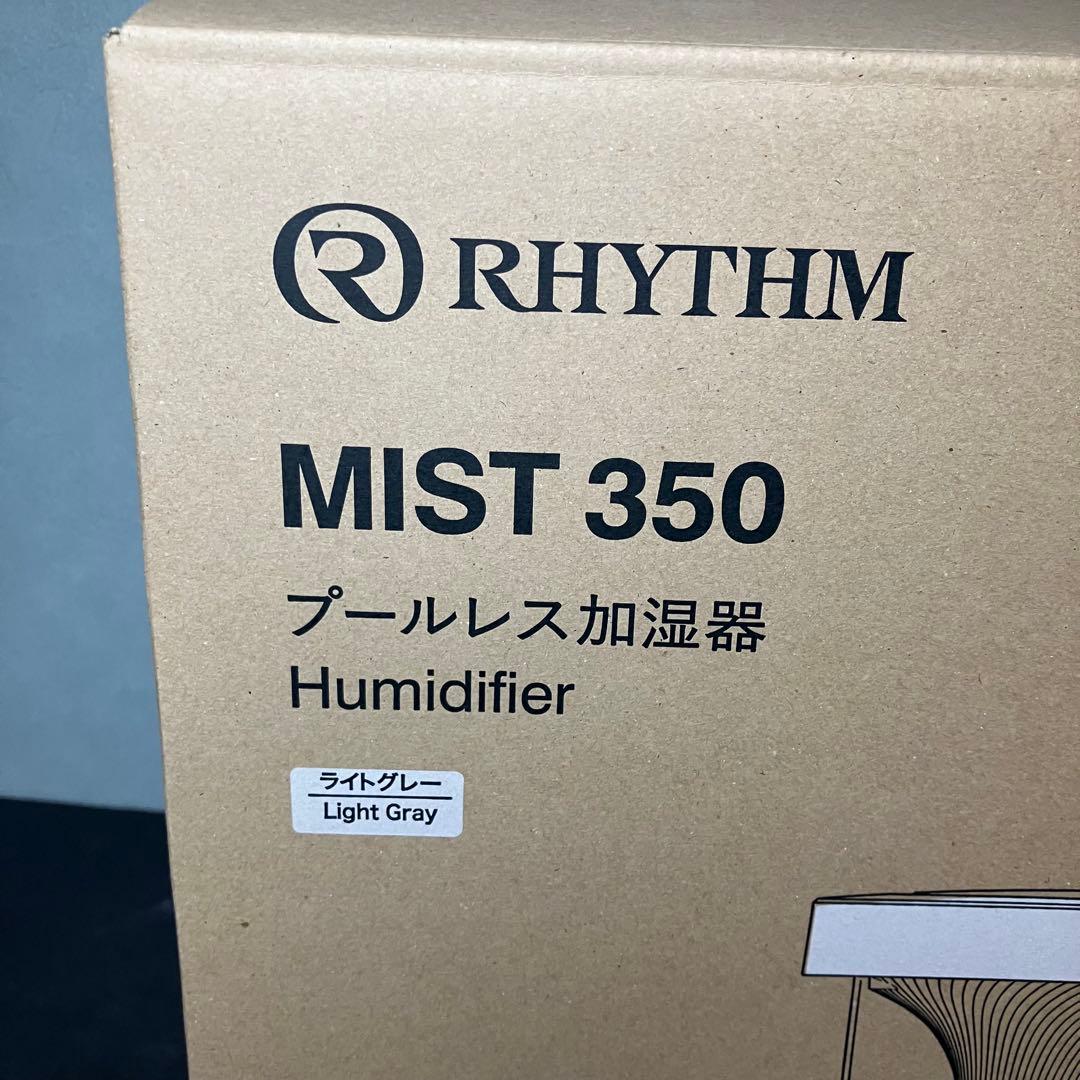 R RHYTHM
MIST 350
プールレス加湿器
Humidifier
ライトグレー
Light Gray